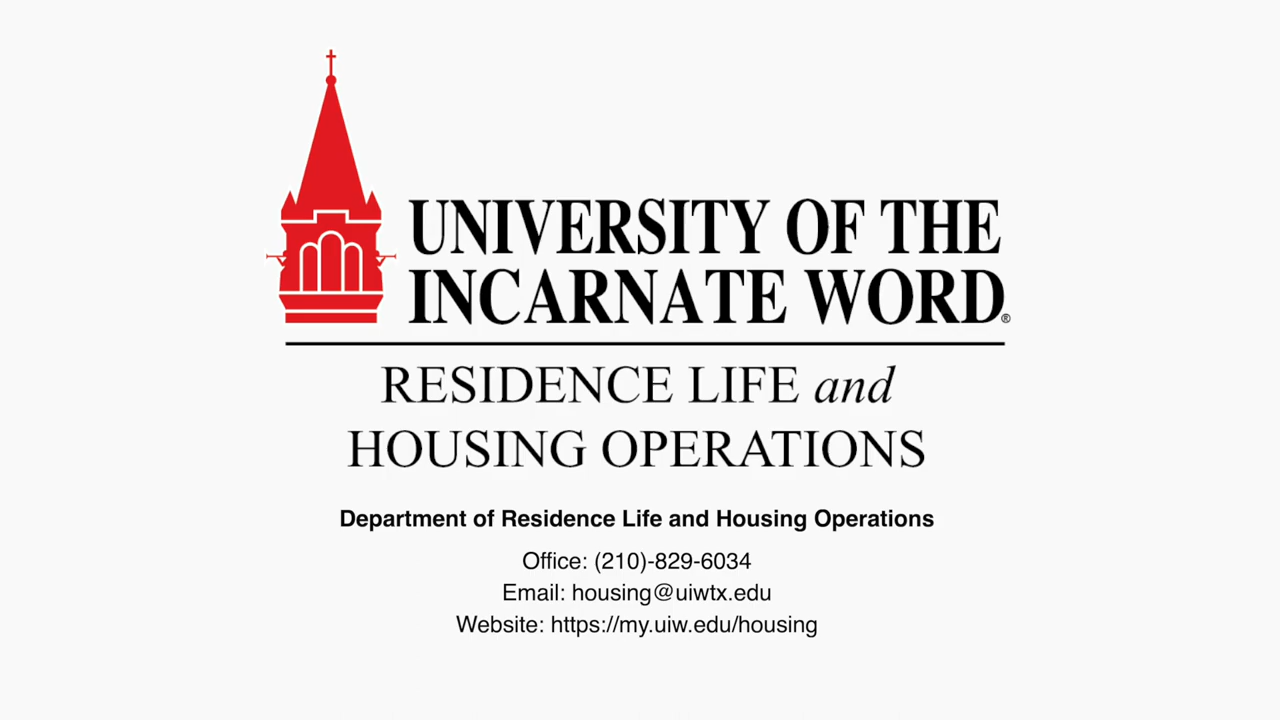 UNIVERSITY OF THE
INCARNATE WORD®
RESIDENCE LIFE and
HOUSING OPERATIONS
Department of Residence Life and Housing Operations
Office: (210)-829-6034
Email: housing@uiwtx.edu
Website: https://my.uiw.edu/housing